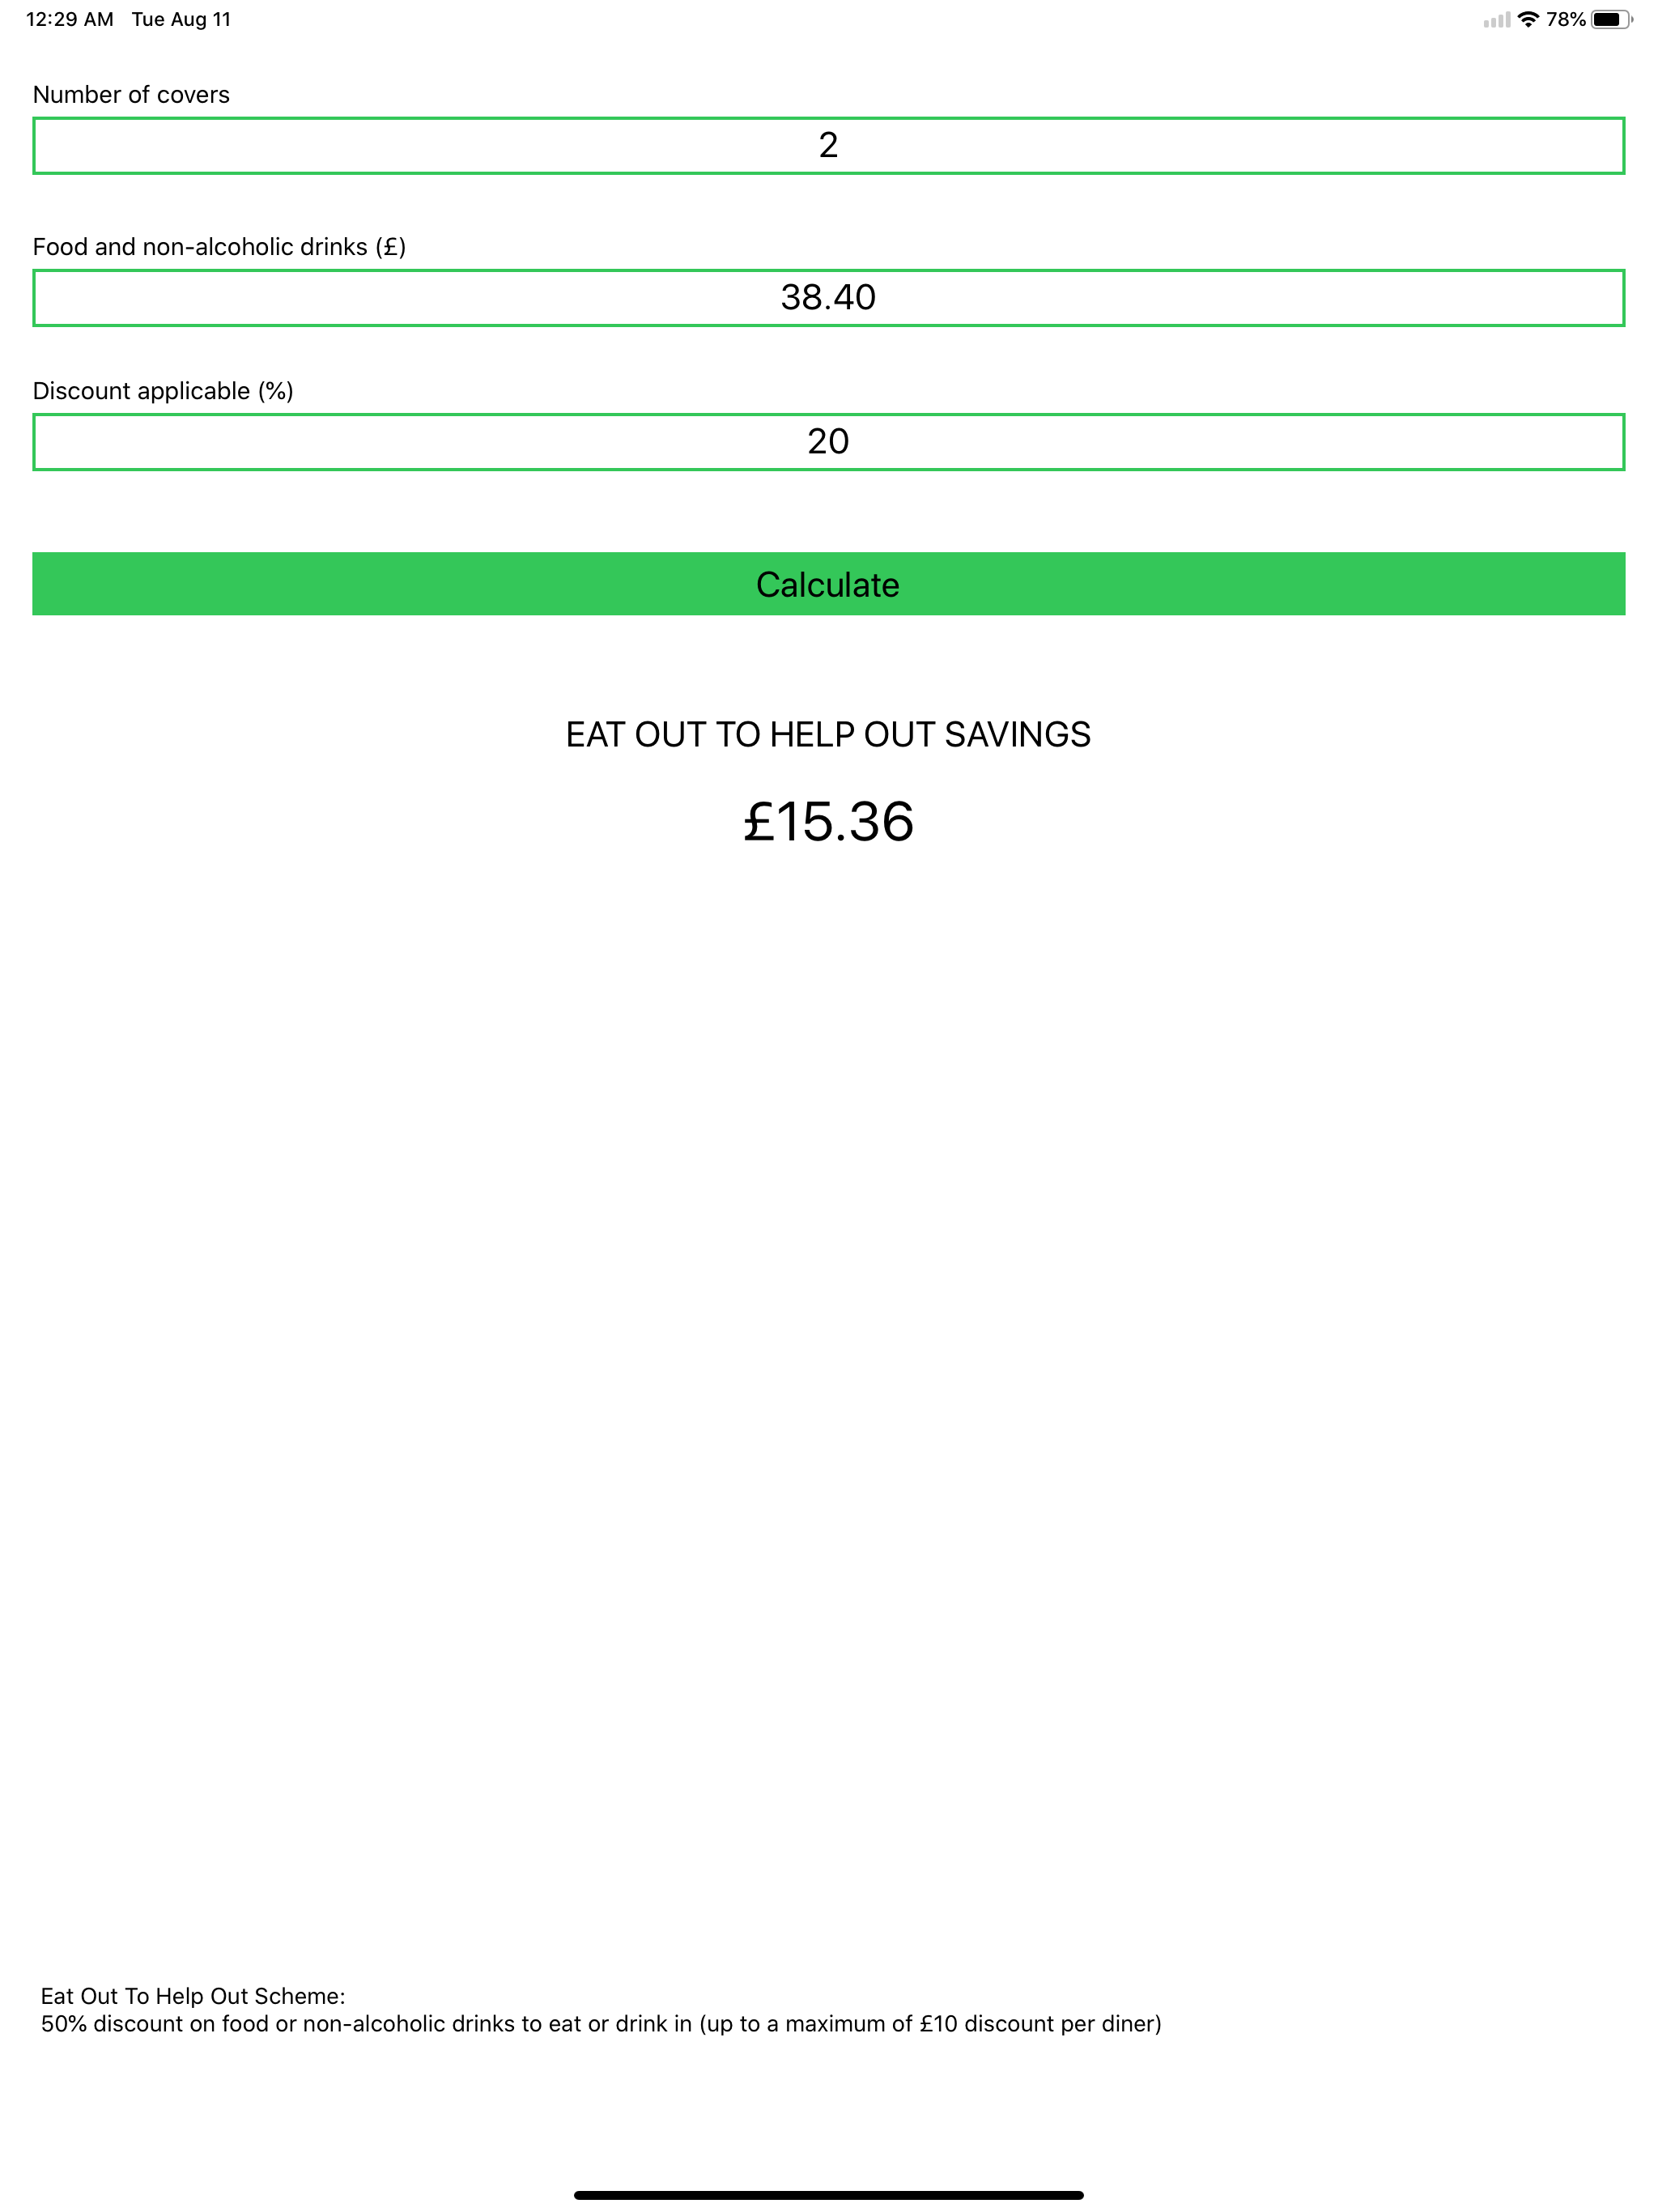 12:29 AM Tue Aug 11 78%
Number of covers
2
Food and non-alcoholic drinks (£)
38.40
Discount applicable (%)
20
Calculate
EAT OUT TO HELP OUT SAVINGS
£15.36
Eat Out To Help Out Scheme:
50% discount on food or non-alcoholic drinks to eat or drink in (up to a maximum of £10 discount per diner)